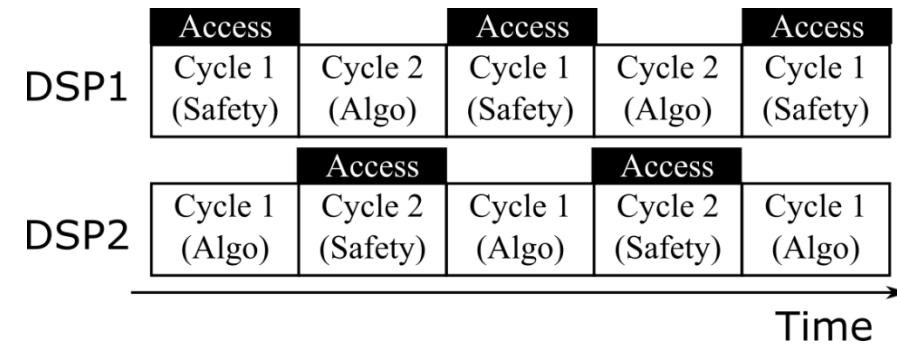 Access Access Access
DSP1
Cycle 1 Cycle 2 Cycle 1 Cycle 2 Cycle 1
(Safety) (Algo) (Safety) (Algo) (Safety)
Access Access
DSP2
Cycle 1 Cycle 2 Cycle 1 Cycle 2 Cycle 1
(Algo) (Safety) (Algo) (Safety) (Algo)
Time